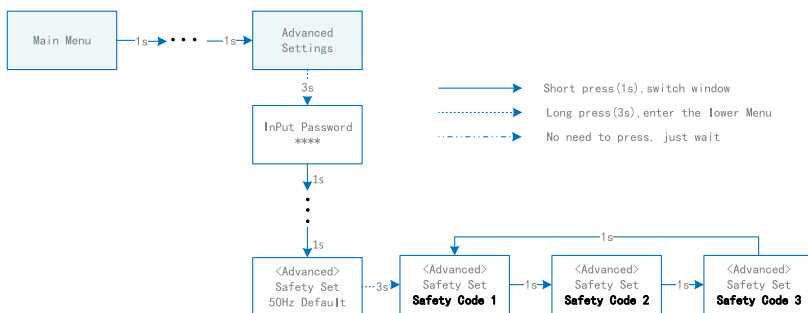 Main Menu
1s
1s
Advanced
Settings
3s
Short press(1s), switch window
Long press(3s), enter the lower Menu
No need to press, just wait
InPut Password
****
1s
1s
1s
<Advanced>
Safety Set
50Hz Default
3s
<Advanced>
Safety Set
Safety Code 1
1s
<Advanced>
Safety Set
Safety Code 2
1s
<Advanced>
Safety Set
Safety Code 3